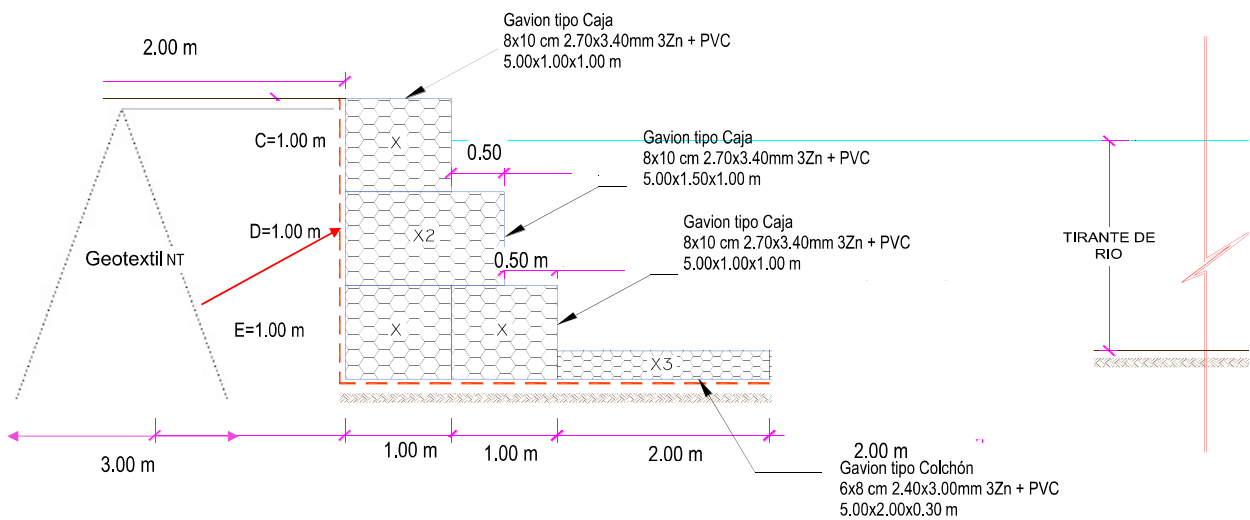 Gavion tipo Caja
8x10 cm 2.70x3.40mm 3Zn + PVC
5.00x1.00x1.00 m
2.00 m
C=1.00 m
X
0.50
Gavion tipo Caja
8x10 cm 2.70x3.40mm 3Zn + PVC
5.00x1.50x1.00 m
D=1.00 m
X2
Gavion tipo Caja
8x10 cm 2.70x3.40mm 3Zn + PVC
5.00x1.00x1.00 m
TIRANTE DE
RIO
Geotextil NT
0.50 m
E=1.00 m
X
X
X3
3.00 m
1.00 m
1.00 m
2.00 m
2.00 m
Gavion tipo Colchón
6x8 cm 2.40x3.00mm 3Zn + PVC
5.00x2.00x0.30 m